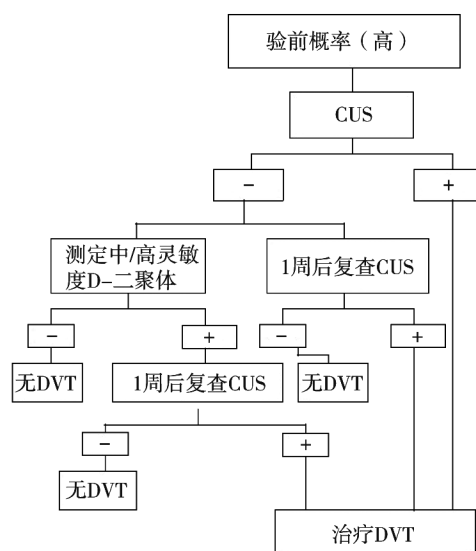 验前概率（高）
CUS
−
+
测定中/高灵敏
度D-二聚体
1周后复查CUS
−
+
−
+
无DVT
1周后复查CUS
无DVT
−
+
无DVT
治疗DVT